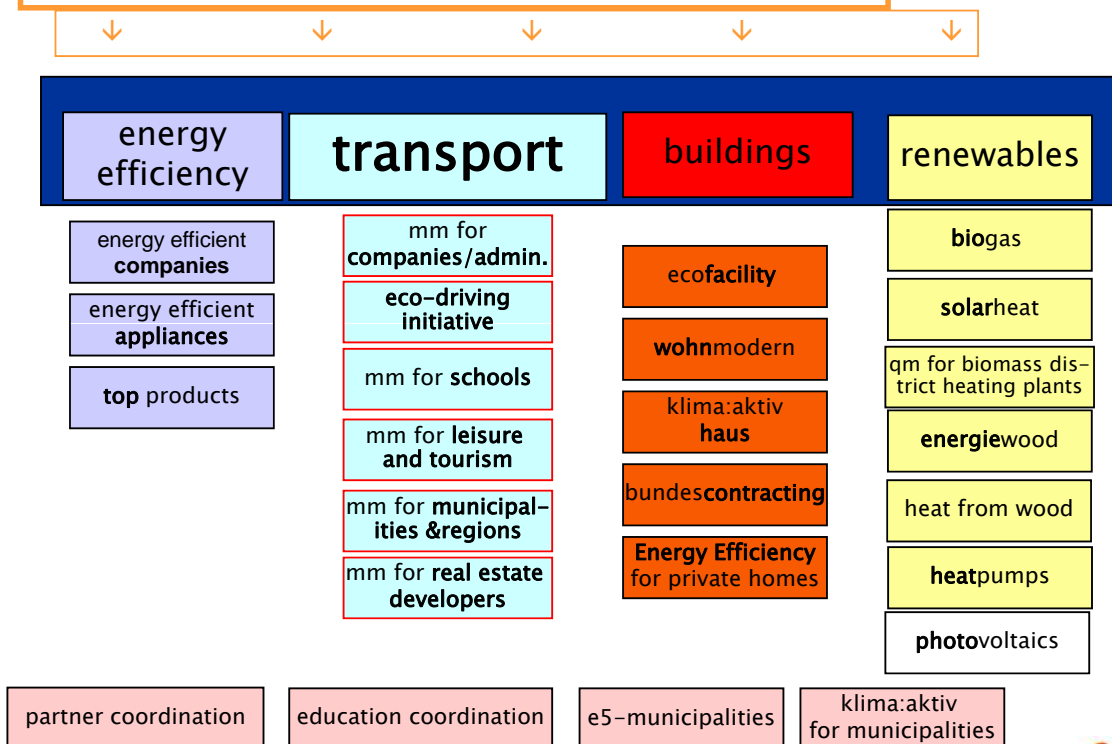 energy
efficiency
transport
buildings
renewables
energy efficient
companies
energy efficient
appliances
top products
mm for
companies/admin.
eco-driving
initiative
mm for schools
mm for leisure
and tourism
mm for municipal-
ities &regions
mm for real estate
developers
ecofacility
wohnmodern
klima:aktiv
haus
bundescontracting
Energy Efficiency
for private homes
biogas
solarheat
qm for biomass dis-
trict heating plants
energiewood
heat from wood
heatpumps
photovoltaics
partner coordination
education coordination
e5-municipalities
klima:aktiv
for municipalities